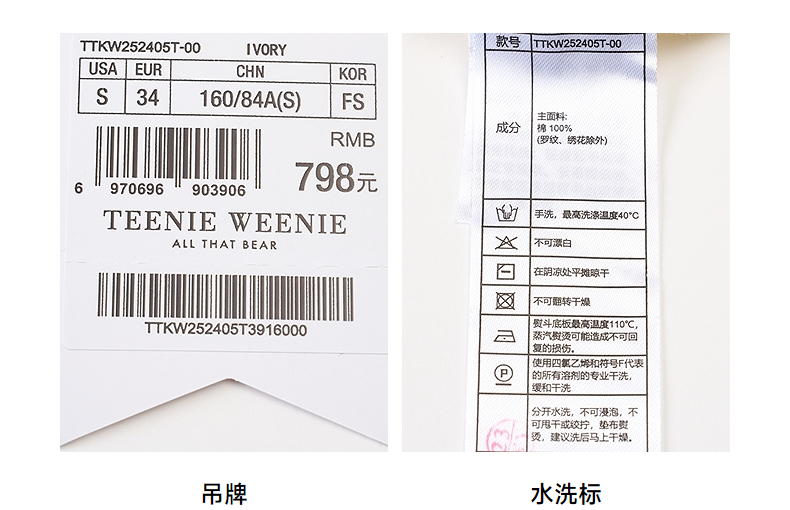 TTKW252405T-00 IVORY
USA EUR CHN KOR
S 34 160/84A(S) FS
RMB
798元
6 970696 903906
TEENIE WEENIE
ALL THAT BEAR
TTKW252405T3916000
吊牌
款号 TTKW252405T-00
成分
主面料:
棉 100%
(罗纹、绣花除外)
手洗，最高洗涤温度40°C
不可漂白
在阴凉处平摊晾干
不可翻转干燥
熨斗底板最高温度110℃，
蒸汽熨烫可能造成不可回
复的损伤。
P
使用四氯乙烯和符号F代表
的所有溶剂的专业干洗，
缓和干洗
分开水洗，不可浸泡，不
可甩干或绞拧，垫布熨
烫，建议洗后马上干燥。
水洗标